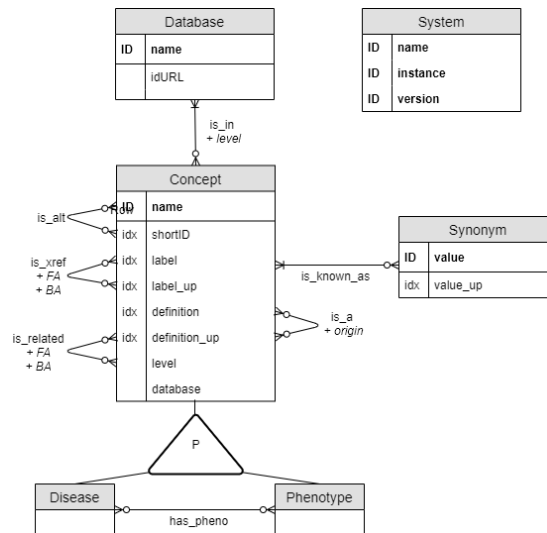 Database
ID name
idURL
System
ID name
ID instance
ID version
is_in
+ level
Concept
ID name
is_alt
idx shortID
is_xref
+ FA
+ BA
idx label
idx label_up
idx definition
idx definition_up
level
database
is_related
+ FA
+ BA
is_known_as
Synonym
ID value
idx value_up
is_a
+ origin
P
Disease
has_pheno
Phenotype